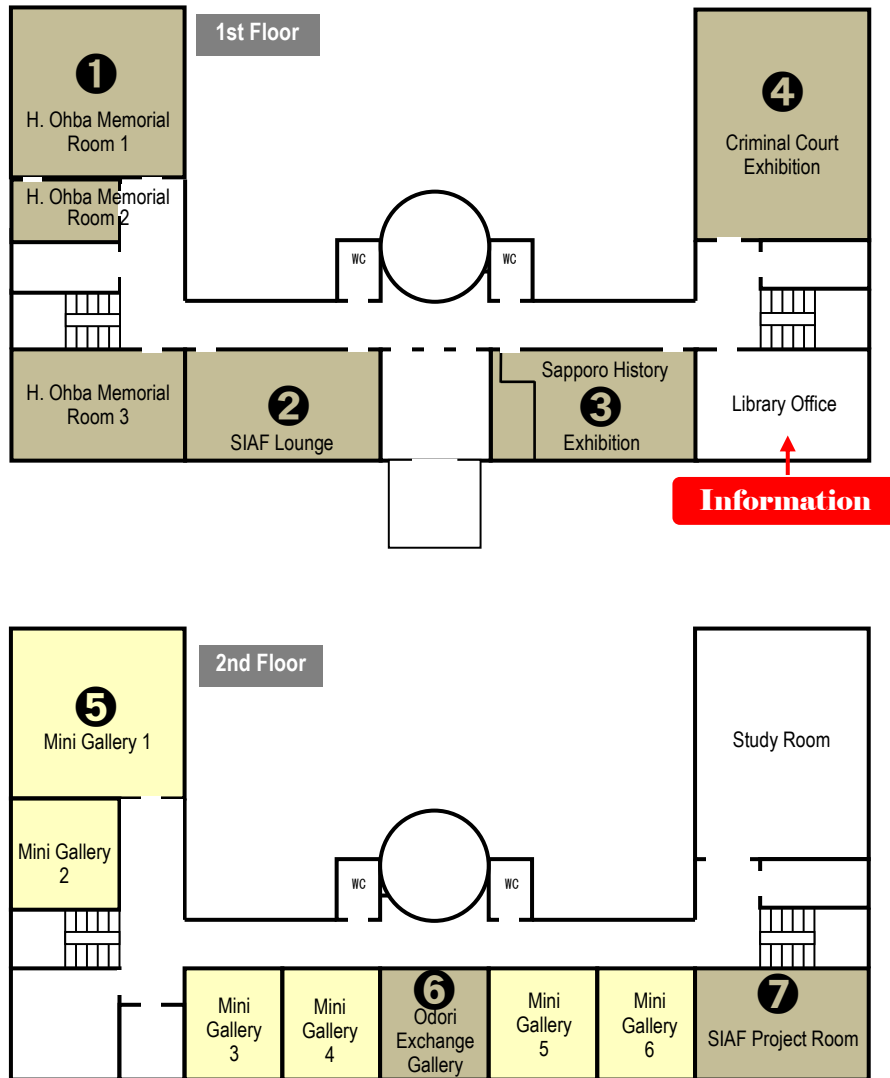 1st Floor
❶
H. Ohba Memorial
Room 1
H. Ohba Memorial
Room 2
❹
Criminal Court
Exhibition
WC
WC
H. Ohba Memorial
Room 3
❷
SIAF Lounge
Sapporo History
❸
Exhibition
Library Office
Information
2nd Floor
❺
Mini Gallery 1
Study Room
Mini Gallery
2
WC
WC
Mini
Gallery
3
Mini
Gallery
4
❻
Odori
Exchange
Gallery
Mini
Gallery
5
Mini
Gallery
6
❼
SIAF Project Room